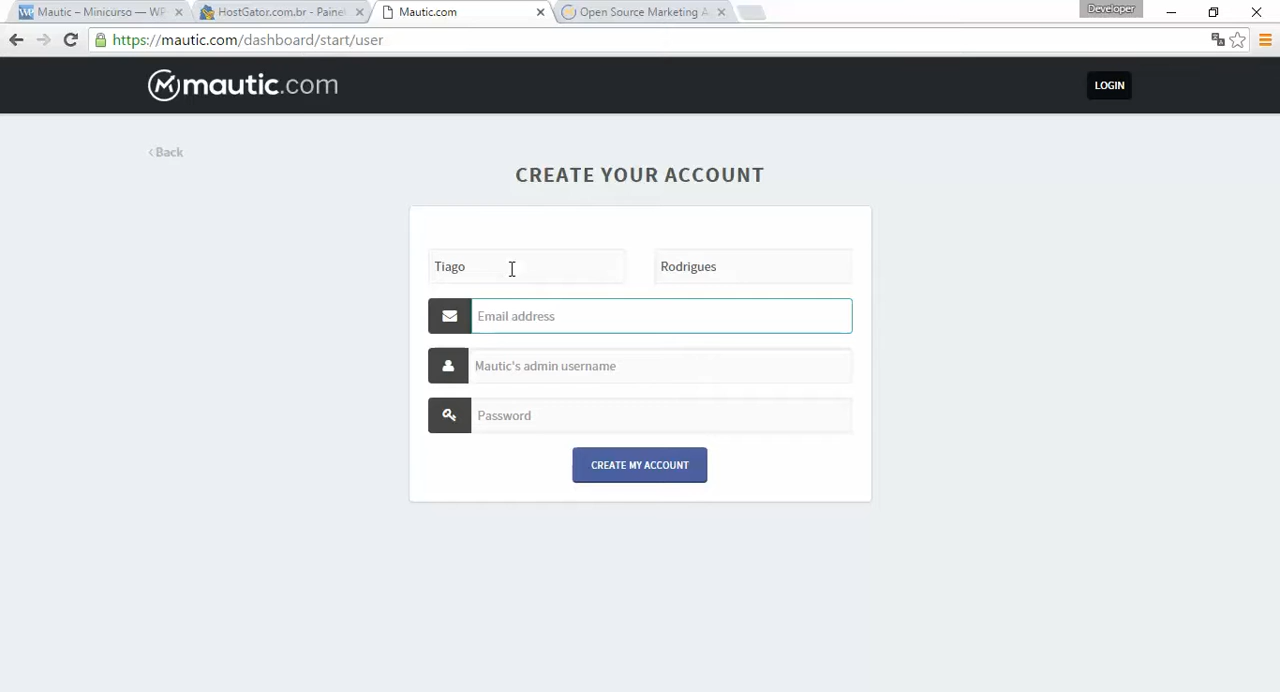 Mautic – Minicurso — WP
HostGator.com.br - Paine
Mautic.com
Open Source Marketing A
Developer
https://mautic.com/dashboard/start/user
mautic.com
LOGIN
Back
CREATE YOUR ACCOUNT
Tiago
Rodrigues
Email address
Mautic's admin username
Password
CREATE MY ACCOUNT